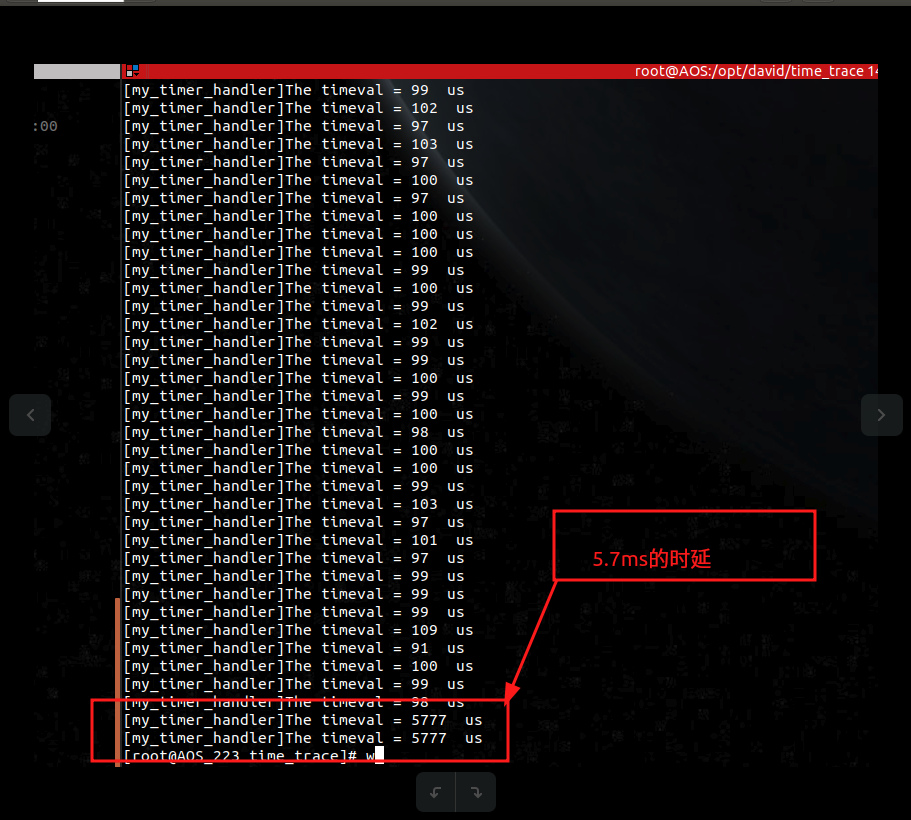 root@AOS:/opt/david/time_trace 14
:00
[my_timer_handler]The timeval = 99  us
[my_timer_handler]The timeval = 102  us
[my_timer_handler]The timeval = 97  us
[my_timer_handler]The timeval = 103  us
[my_timer_handler]The timeval = 97  us
[my_timer_handler]The timeval = 100  us
[my_timer_handler]The timeval = 97  us
[my_timer_handler]The timeval = 100  us
[my_timer_handler]The timeval = 100  us
[my_timer_handler]The timeval = 100  us
[my_timer_handler]The timeval = 99  us
[my_timer_handler]The timeval = 100  us
[my_timer_handler]The timeval = 99  us
[my_timer_handler]The timeval = 102  us
[my_timer_handler]The timeval = 99  us
[my_timer_handler]The timeval = 99  us
[my_timer_handler]The timeval = 100  us
[my_timer_handler]The timeval = 99  us
[my_timer_handler]The timeval = 100  us
[my_timer_handler]The timeval = 98  us
[my_timer_handler]The timeval = 100  us
[my_timer_handler]The timeval = 100  us
[my_timer_handler]The timeval = 99  us
[my_timer_handler]The timeval = 103  us
[my_timer_handler]The timeval = 97  us
[my_timer_handler]The timeval = 101  us
[my_timer_handler]The timeval = 97  us
[my_timer_handler]The timeval = 99  us
[my_timer_handler]The timeval = 99  us
[my_timer_handler]The timeval = 99  us
[my_timer_handler]The timeval = 109  us
[my_timer_handler]The timeval = 91  us
[my_timer_handler]The timeval = 100  us
[my_timer_handler]The timeval = 99  us
[my_timer_handler]The timeval = 98  us
[my_timer_handler]The timeval = 5777  us
[my_timer_handler]The timeval = 5777  us
[root@AOS_223 time_trace]# w
5.7ms的时延